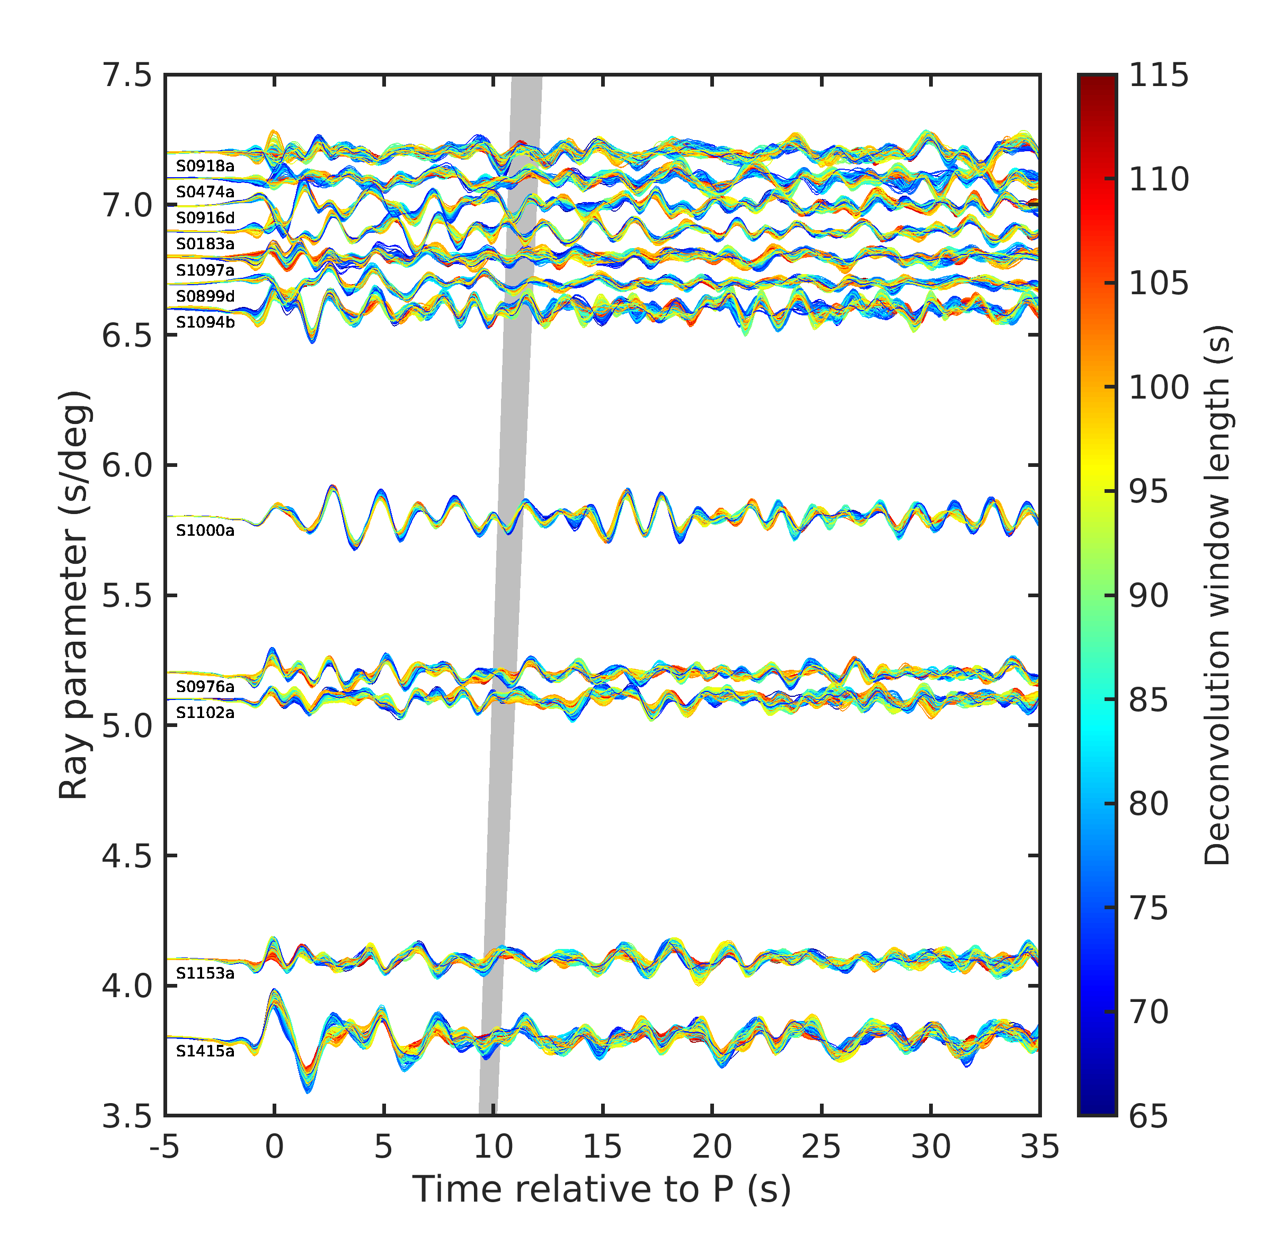 7.5
7.0
6.5
6.0
5.5
5.0
4.5
4.0
3.5
Ray parameter (s/deg)
S0918a
S0474a
S0916d
S0183a
S1097a
S0899d
S1094b
S1000a
S0976a
S1102a
S1153a
S1415a
-5 0 5 10 15 20 25 30 35
Time relative to P (s)
115
110
105
100
95
90
85
80
75
70
65
Deconvolution window length (s)